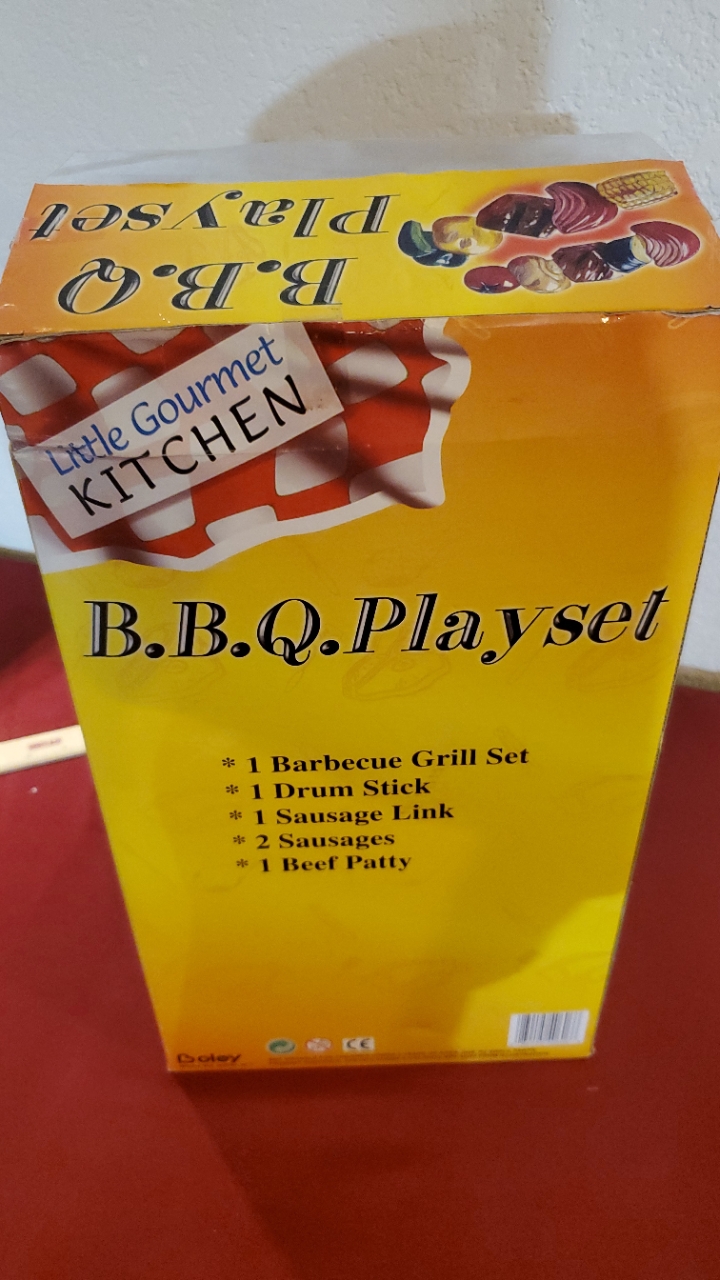 B.B.Q
Playset
Little Gourmet
KITCHEN
B.B.Q.Playset
* 1 Barbecue Grill Set
* 1 Drum Stick
* 1 Sausage Link
* 2 Sausages
* 1 Beef Patty
Boley
CE